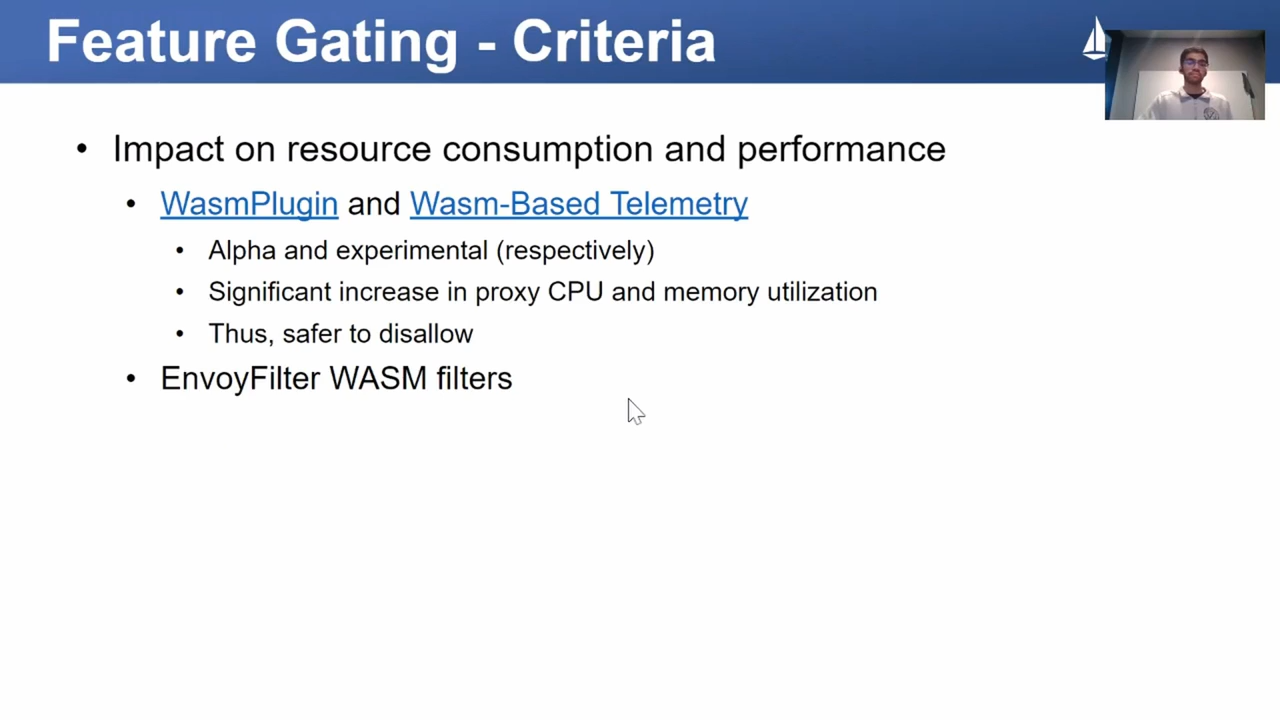 Feature Gating - Criteria
• Impact on resource consumption and performance
• WasmPlugin and Wasm-Based Telemetry
• Alpha and experimental (respectively)
• Significant increase in proxy CPU and memory utilization
• Thus, safer to disallow
• EnvoyFilter WASM filters